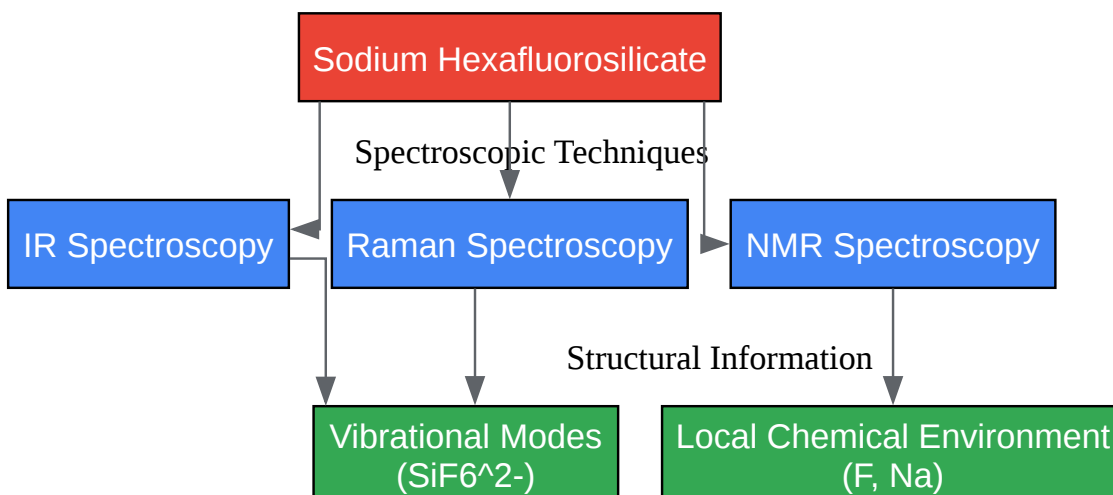 Sodium Hexafluorosilicate
Spectroscopic Techniques
IR Spectroscopy
Raman Spectroscopy
NMR Spectroscopy
Structural Information
Vibrational Modes
(SiF6^2-)
Local Chemical Environment
(F, Na)